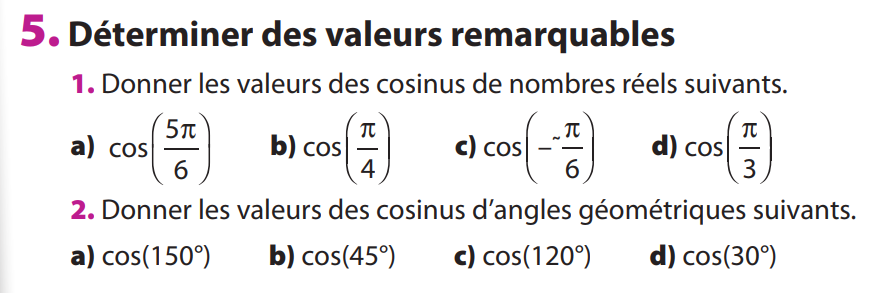 5. Déterminer des valeurs remarquables
1. Donner les valeurs des cosinus de nombres réels suivants.
a) cos(5π/6) b) cos(π/4) c) cos(-˜π/6) d) cos(π/3)
2. Donner les valeurs des cosinus d’angles géométriques suivants.
a) cos(150°) b) cos(45°) c) cos(120°) d) cos(30°)